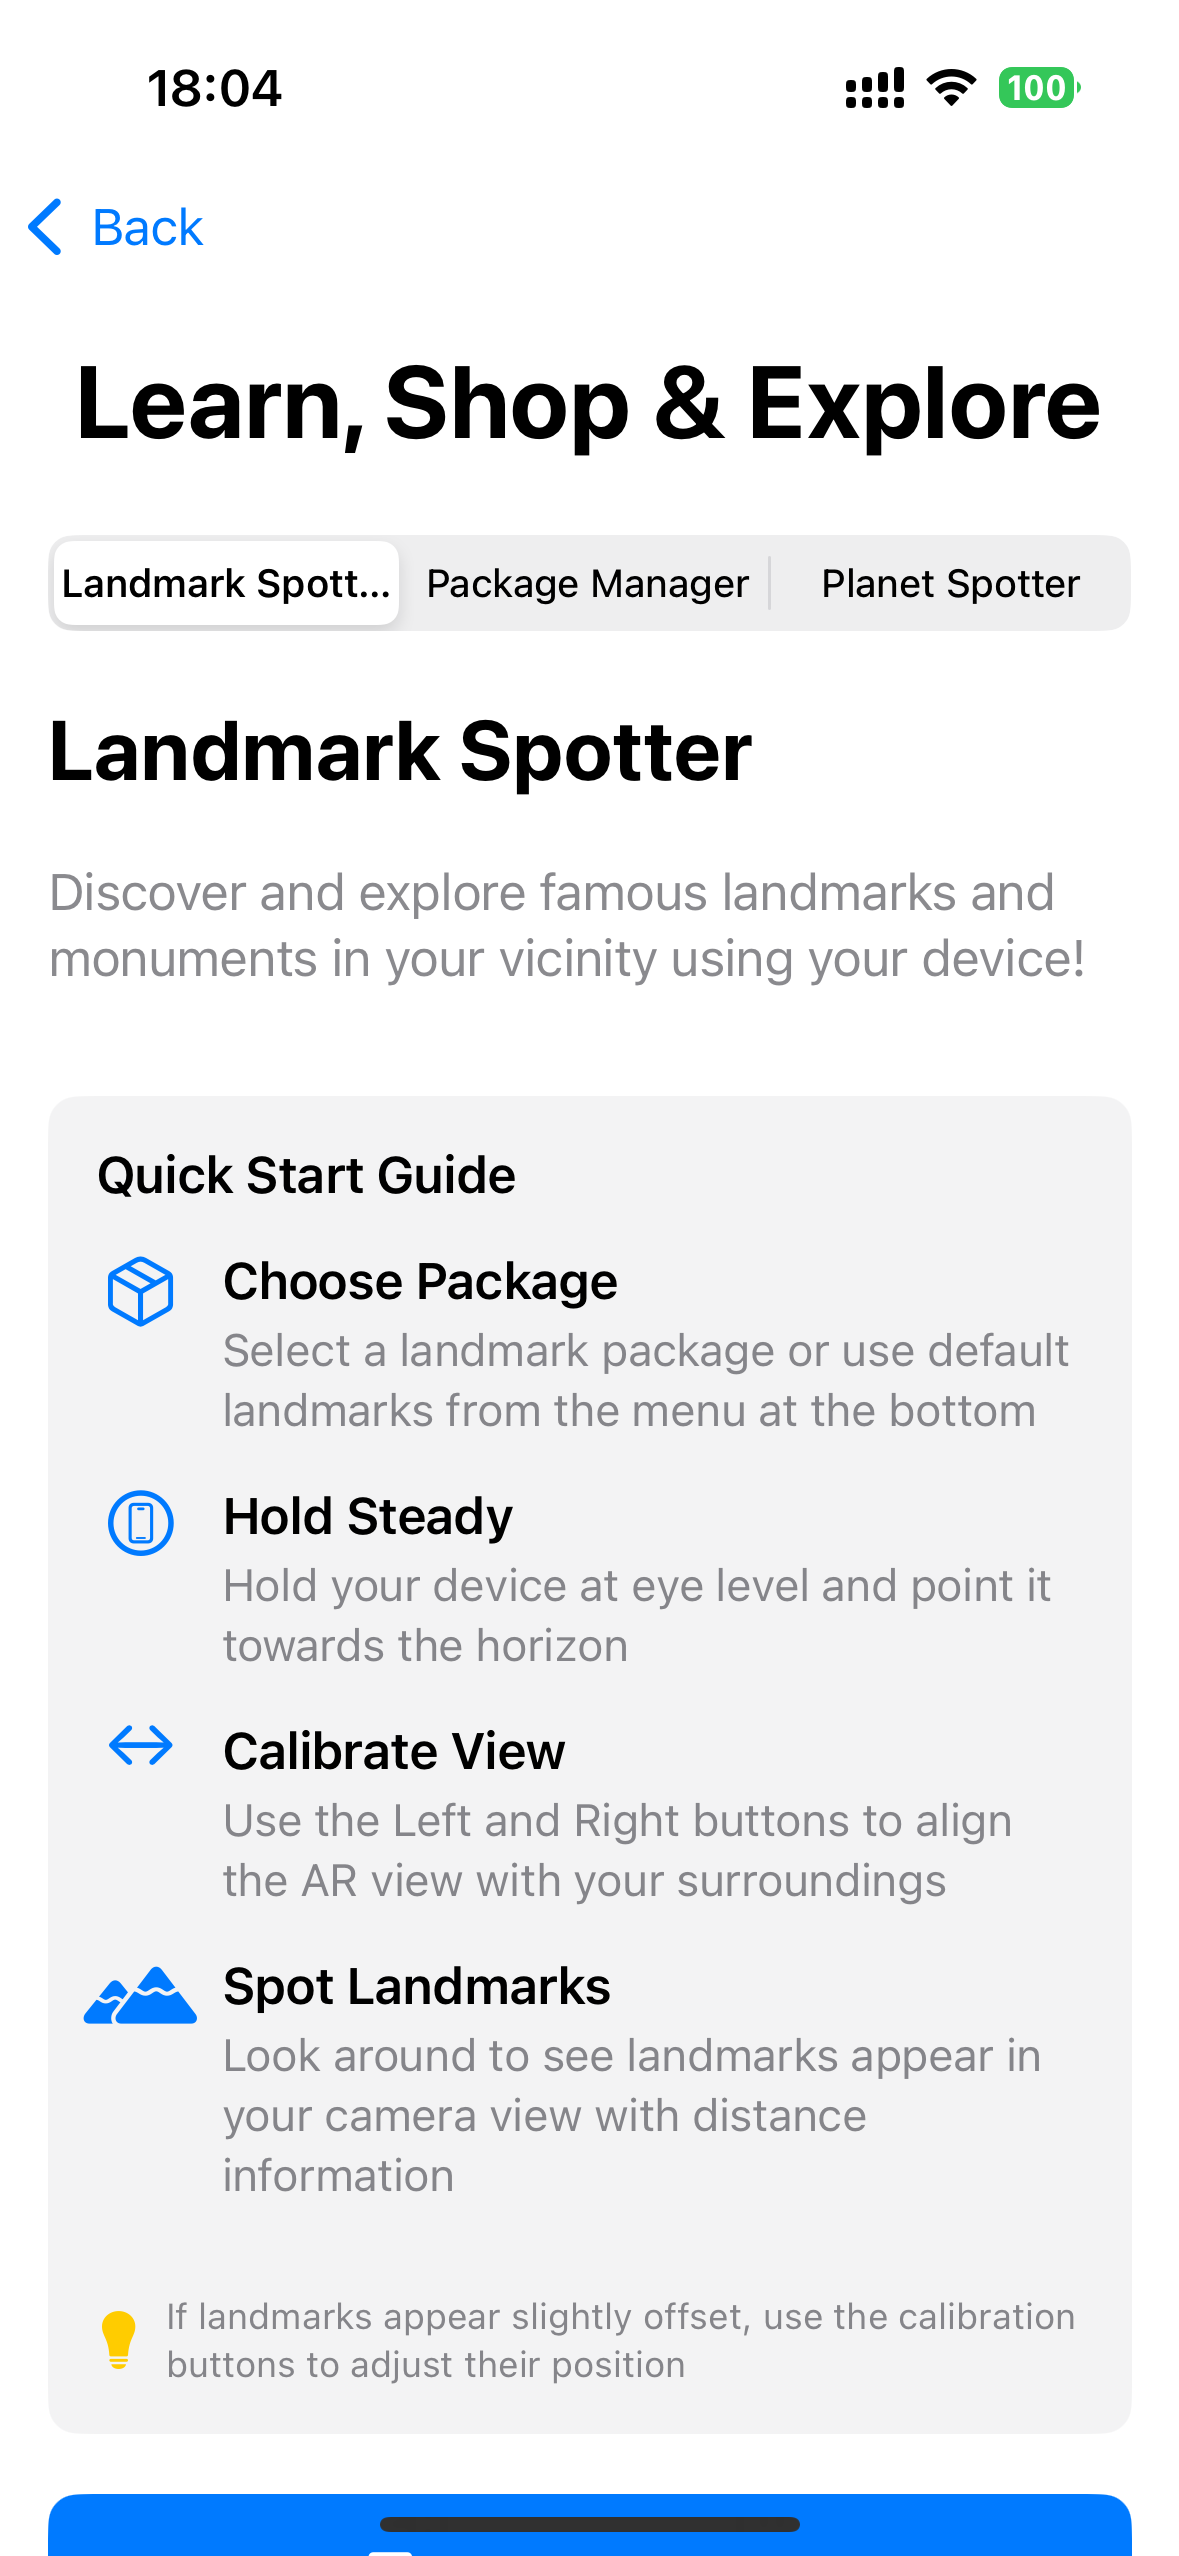 18:04
100
Back
Learn, Shop & Explore
Landmark Spott...
Package Manager
Planet Spotter
Landmark Spotter
Discover and explore famous landmarks and
monuments in your vicinity using your device!
Quick Start Guide
Choose Package
Select a landmark package or use default
landmarks from the menu at the bottom
Hold Steady
Hold your device at eye level and point it
towards the horizon
Calibrate View
Use the Left and Right buttons to align
the AR view with your surroundings
Spot Landmarks
Look around to see landmarks appear in
your camera view with distance
information
If landmarks appear slightly offset, use the calibration
buttons to adjust their position